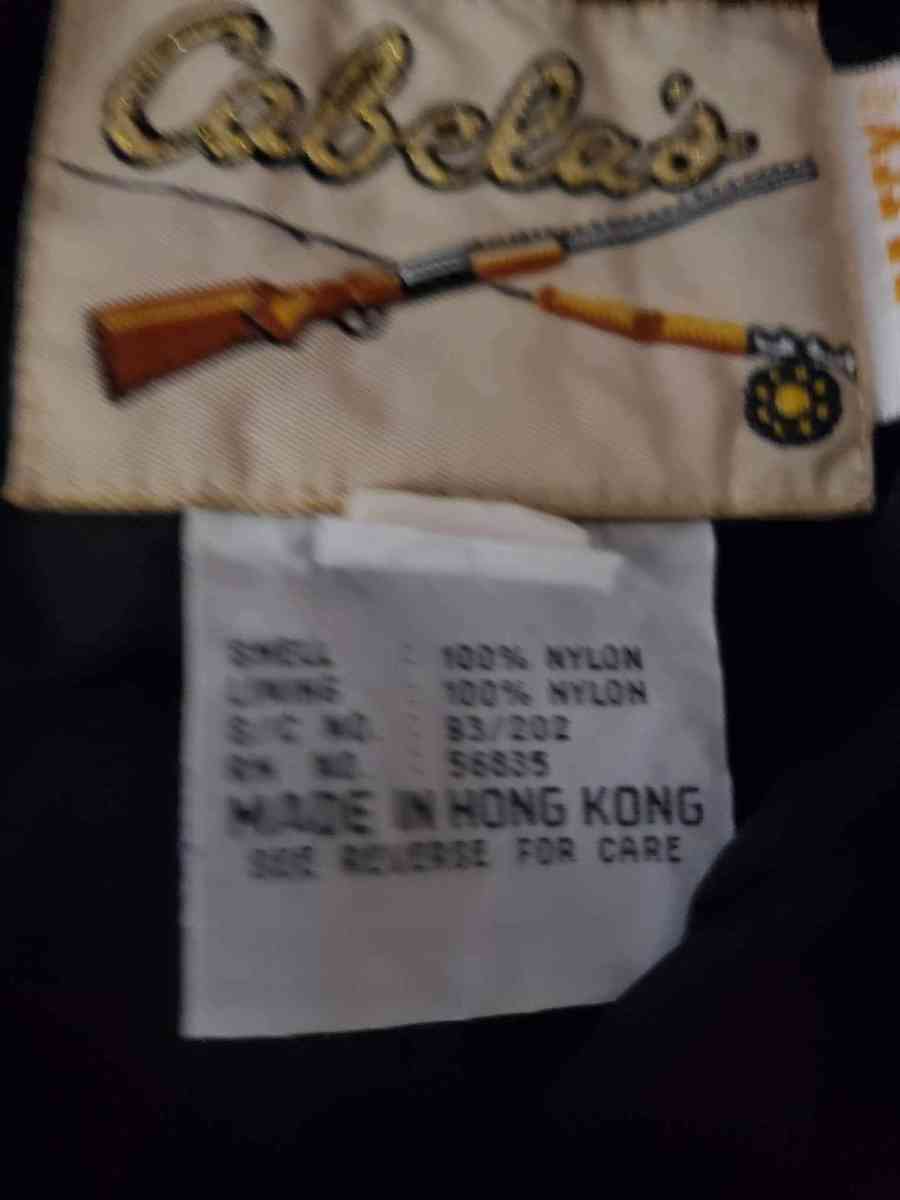 Cabela's
SHELL : 100% NYLON
LINING : 100% NYLON
S/C NO. : 93/202
RN NO. : 56835
MADE IN HONG KONG
SEE REVERSE FOR CARE